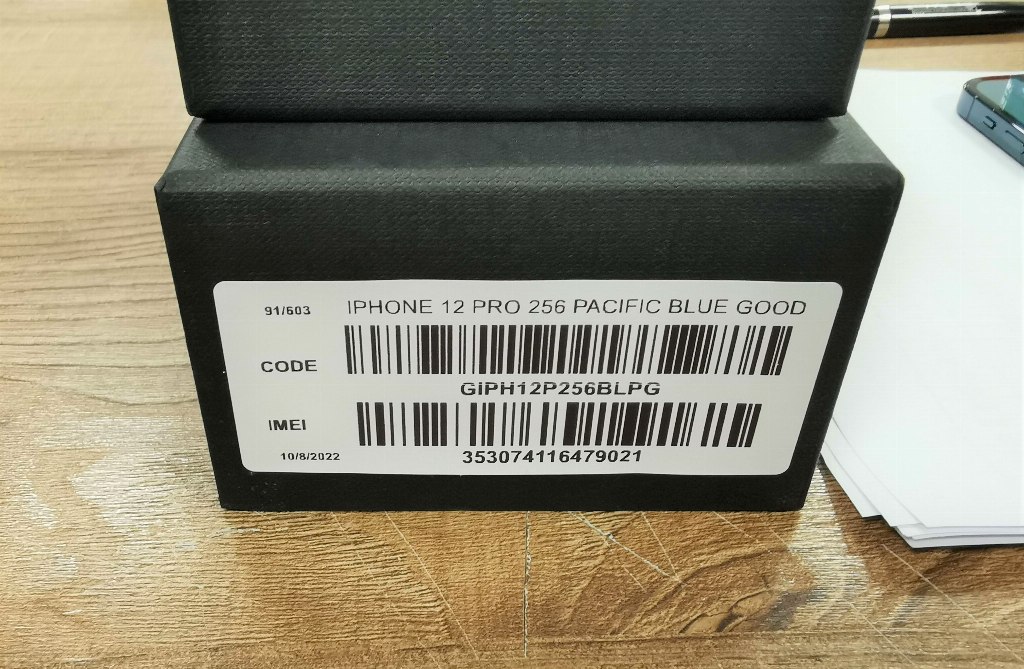 91/603 IPHONE 12 PRO 256 PACIFIC BLUE GOOD
CODE
GIPH12P256BLPG
IMEI
10/8/2022 353074116479021